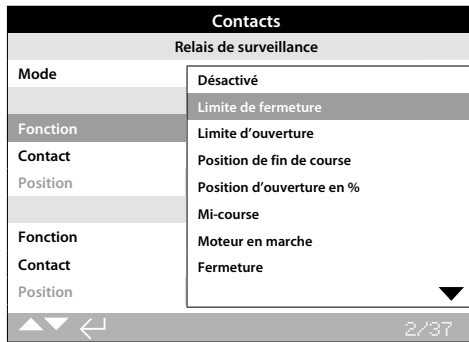 Contacts
Relais de surveillance
Mode
Fonction
Contact
Position
Fonction
Contact
Position
Désactivé
Limite de fermeture
Limite d'ouverture
Position de fin de course
Position d'ouverture en %
Mi-course
Moteur en marche
Fermeture
2/37